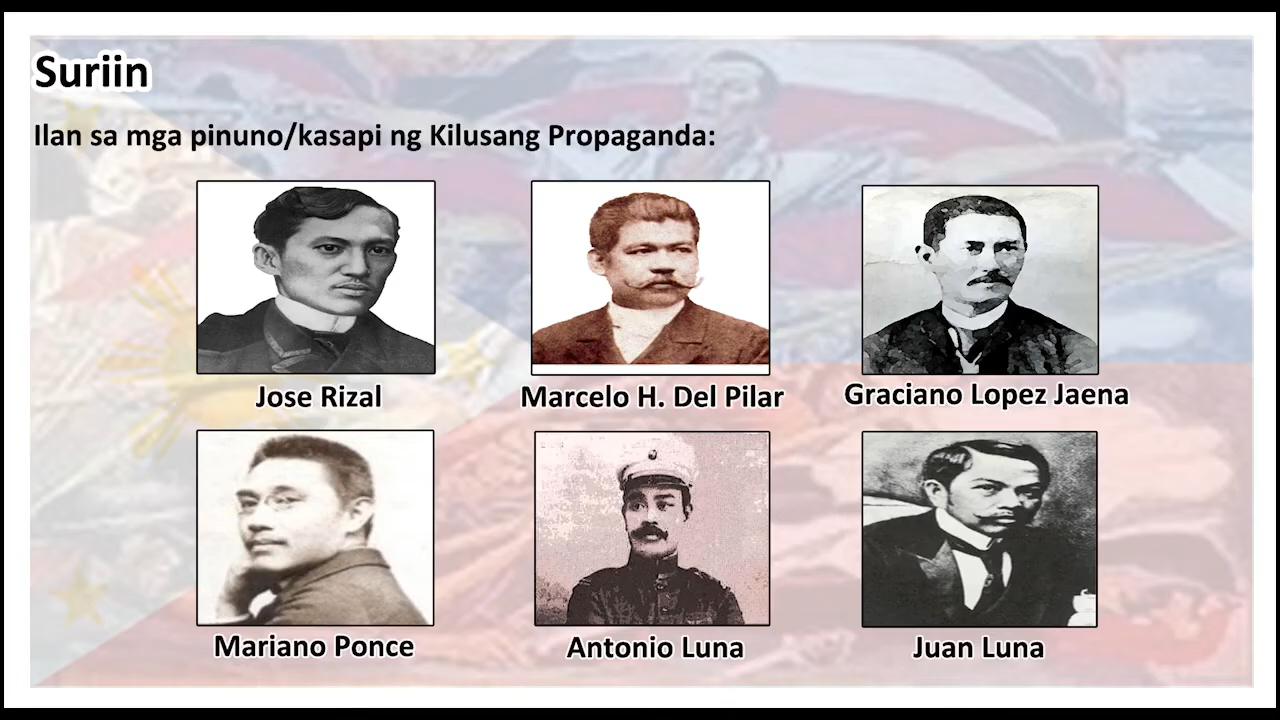 Suriin
Ilan sa mga pinuno/kasapi ng Kilusang Propaganda:
Jose Rizal
Marcelo H. Del Pilar
Graciano Lopez Jaena
Mariano Ponce
Antonio Luna
Juan Luna